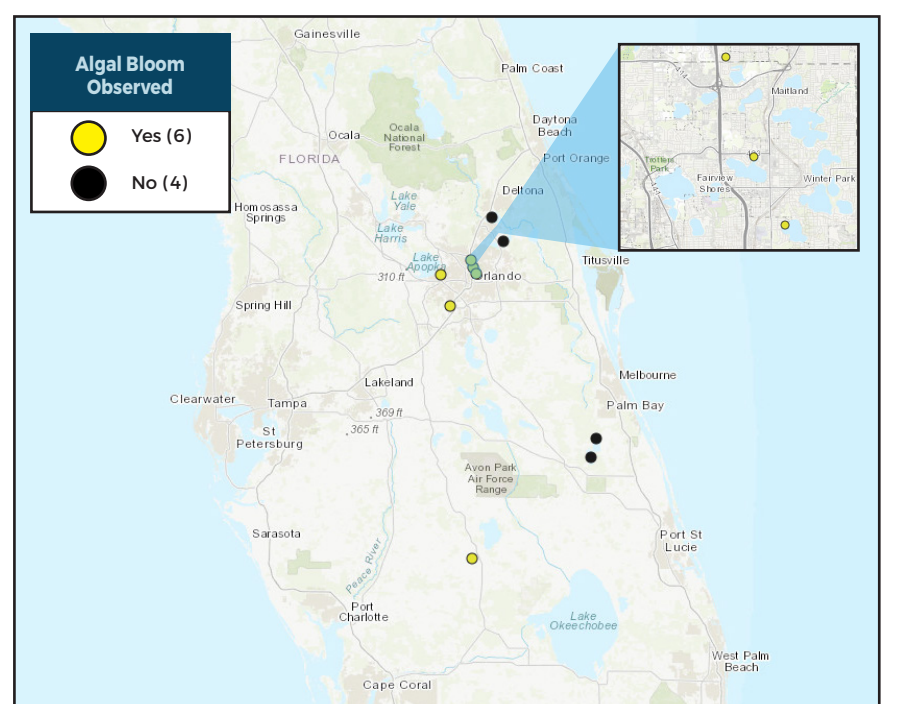 Algal Bloom
Observed
Yes (6)
No (4)
Gainesville
Palm Coast
Ocala
Ocala
National
Forest
Daytona
Beach
FLORIDA
Port Orange
Deltona
Lake
Yale
Homosassa
Springs
Lake
Harris
Lake
Apopka
310 ft
Orlando
Titusville
Spring Hill
Melbourne
Lakeland
Clearwater
Tampa
Palm Bay
369 ft
365 ft
St
Petersburg
Avon Park
Air Force
Range
Sarasota
Port St
Lucie
Peace River
Port
Charlotte
Lake
Okeechobee
West Palm
Beach
Cape Coral
Maitland
Trotters
Park
Fairview
Shores
Winter Park